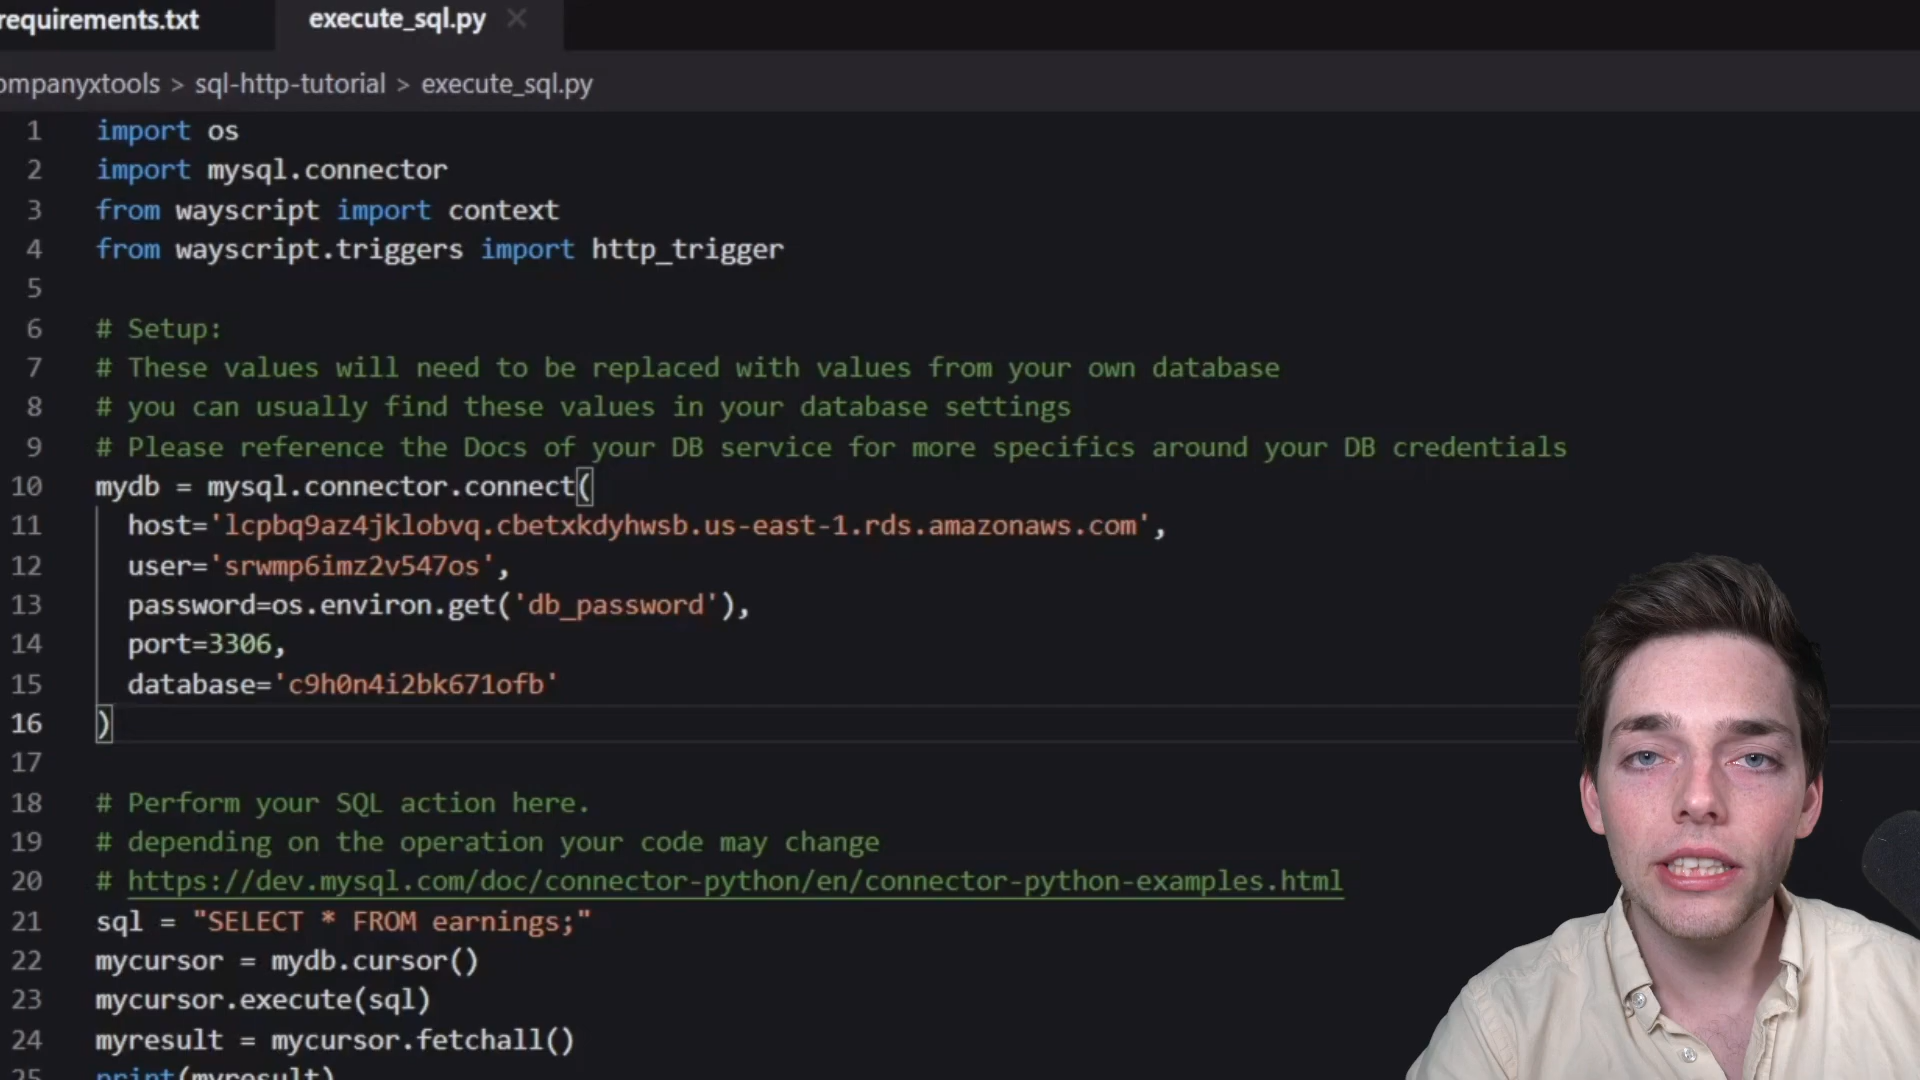 requirements.txt execute_sql.py
ompanyxtools > sql-http-tutorial > execute_sql.py
1 import os
2 import mysql.connector
3 from wayscript import context
4 from wayscript.triggers import http_trigger
5
6 # Setup:
7 # These values will need to be replaced with values from your own database
8 # you can usually find these values in your database settings
9 # Please reference the Docs of your DB service for more specifics around your DB credentials
10 mydb = mysql.connector.connect(
11 host='lcpbq9az4jklobvq.cbetxkdyhwsb.us-east-1.rds.amazonaws.com',
12 user='srwmp6imz2v547os',
13 password=os.environ.get('db_password'),
14 port=3306,
15 database='c9h0n4i2bk671ofb'
16 )
17
18 # Perform your SQL action here.
19 # depending on the operation your code may change
20 # https://dev.mysql.com/doc/connector-python/en/connector-python-examples.html
21 sql = "SELECT * FROM earnings;"
22 mycursor = mydb.cursor()
23 mycursor.execute(sql)
24 myresult = mycursor.fetchall()
25 print(myresult)